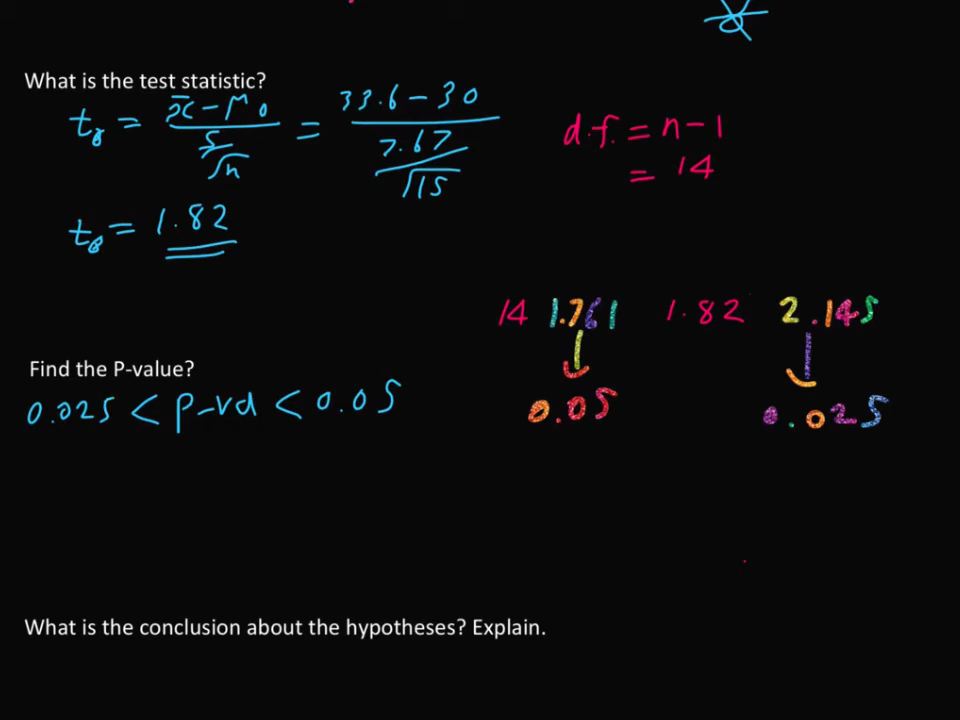 What is the test statistic?
t₈ = x̄ - μ₀ / s/√n = 33.6 - 30 / 7.67/√15
d.f. = n - 1
= 14
t₈ = 1.82
14 1.761 1.82 2.145
Find the P-value?
0.025 < p-val < 0.05
0.05 0.025
What is the conclusion about the hypotheses? Explain.